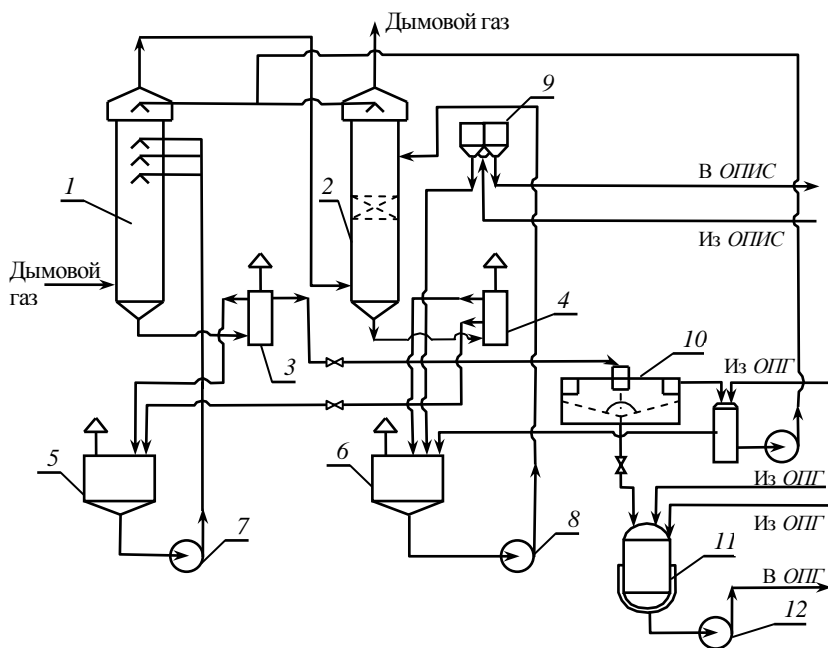 Дымовой газ
9
1
2
В ОПИС
Из ОПИС
Дымовой
газ
4
3
10
Из ОПГ
5
6
Из ОПГ
7
8
Из ОПГ
11
В ОПГ
12